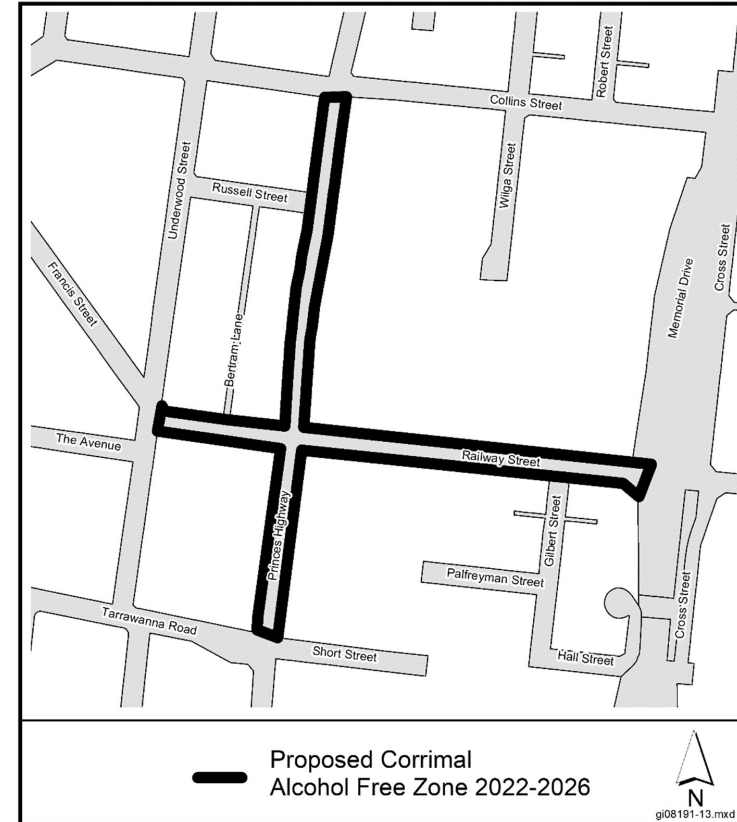 Robert Street
Collins Street
Underwood Street
Wilga Street
Russell Street
Cross Street
Francis Street
Memorial Drive
Bertram Lane
The Avenue
Railway Street
Princes Highway
Gilbert Street
Palfreyman Street
Cross Street
Tarrawanna Road
Short Street
Hall Street
Proposed Corrimal
Alcohol Free Zone 2022-2026
N
gi08191-13.mxd